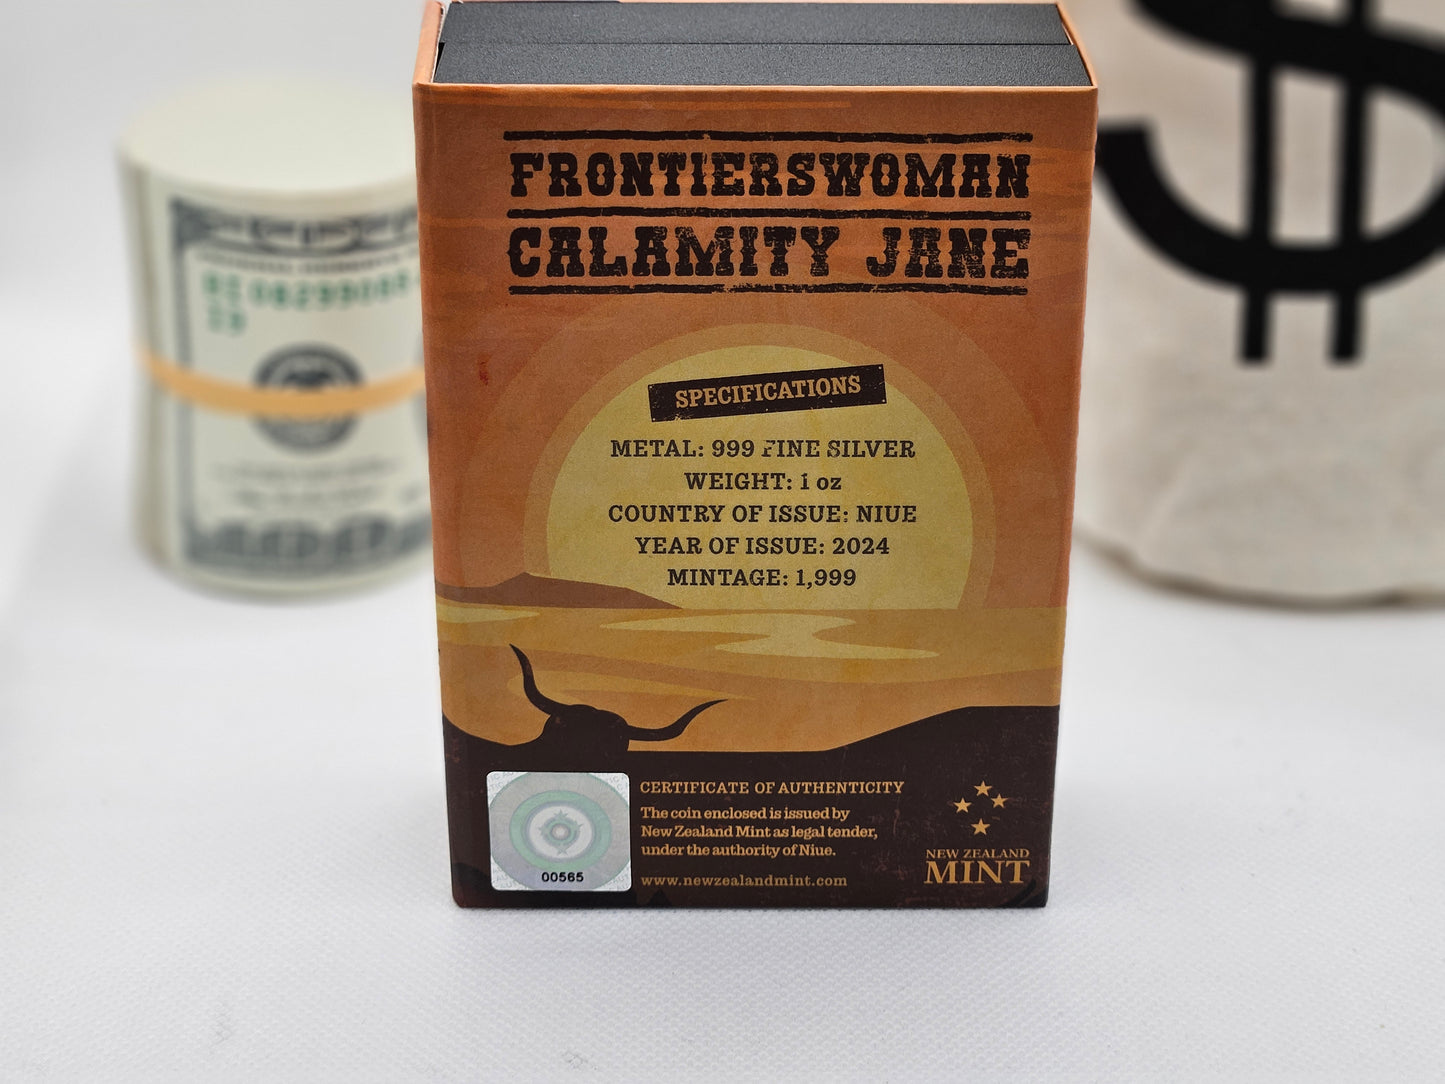 FRONTIERSWOMAN
CALAMITY JANE
SPECIFICATIONS
METAL: 999 FINE SILVER
WEIGHT: 1 oz
COUNTRY OF ISSUE: NIUE
YEAR OF ISSUE: 2024
MINTAGE: 1,999
CERTIFICATE OF AUTHENTICITY
The coin enclosed is issued by
New Zealand Mint as legal tender,
under the authority of Niue.
www.newzealandmint.com
00565
NEW ZEALAND
MINT
$